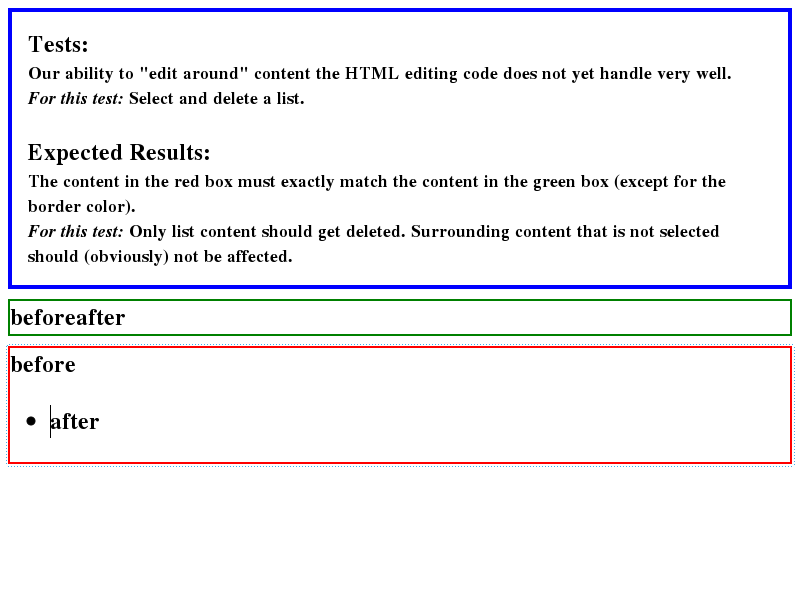 Tests:
Our ability to "edit around" content the HTML editing code does not yet handle very well.
For this test: Select and delete a list.
Expected Results:
The content in the red box must exactly match the content in the green box (except for the
border color).
For this test: Only list content should get deleted. Surrounding content that is not selected
should (obviously) not be affected.
beforeafter
before
• after